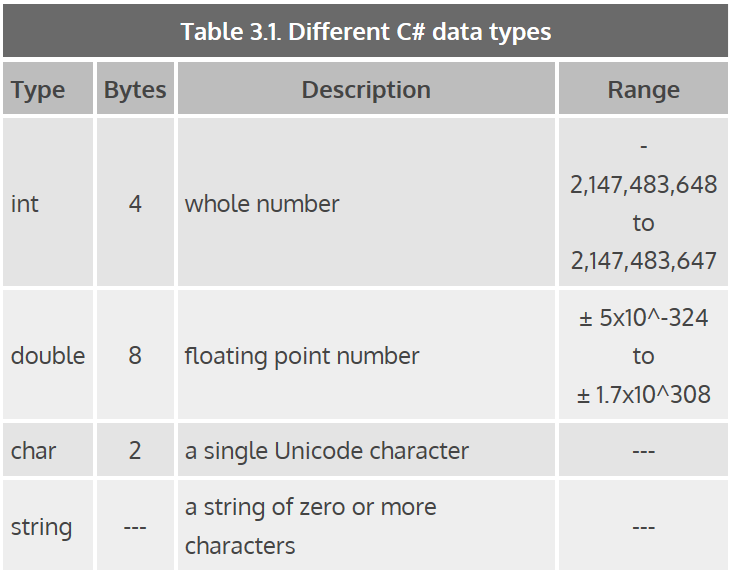 Table 3.1. Different C# data types
Type Bytes Description Range
int 4 whole number -
2,147,483,648
to
2,147,483,647
double 8 floating point number ± 5x10^-324
to
± 1.7x10^308
char 2 a single Unicode character ---
string --- a string of zero or more
characters ---